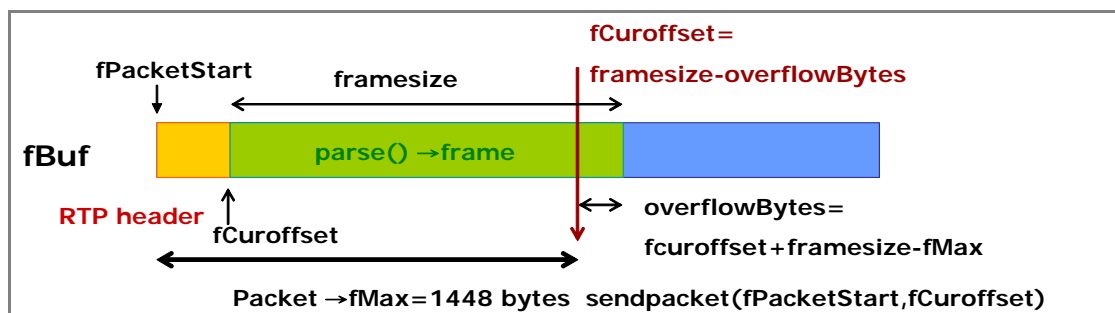 fCuroffset=
framesize-overflowBytes
fPacketStart
framesize
fBuf
parse() →frame
RTP header
fCuroffset
overflowBytes=
fcuroffset+framesize-fMax
Packet →fMax=1448 bytes sendpacket(fPacketStart,fCuroffset)